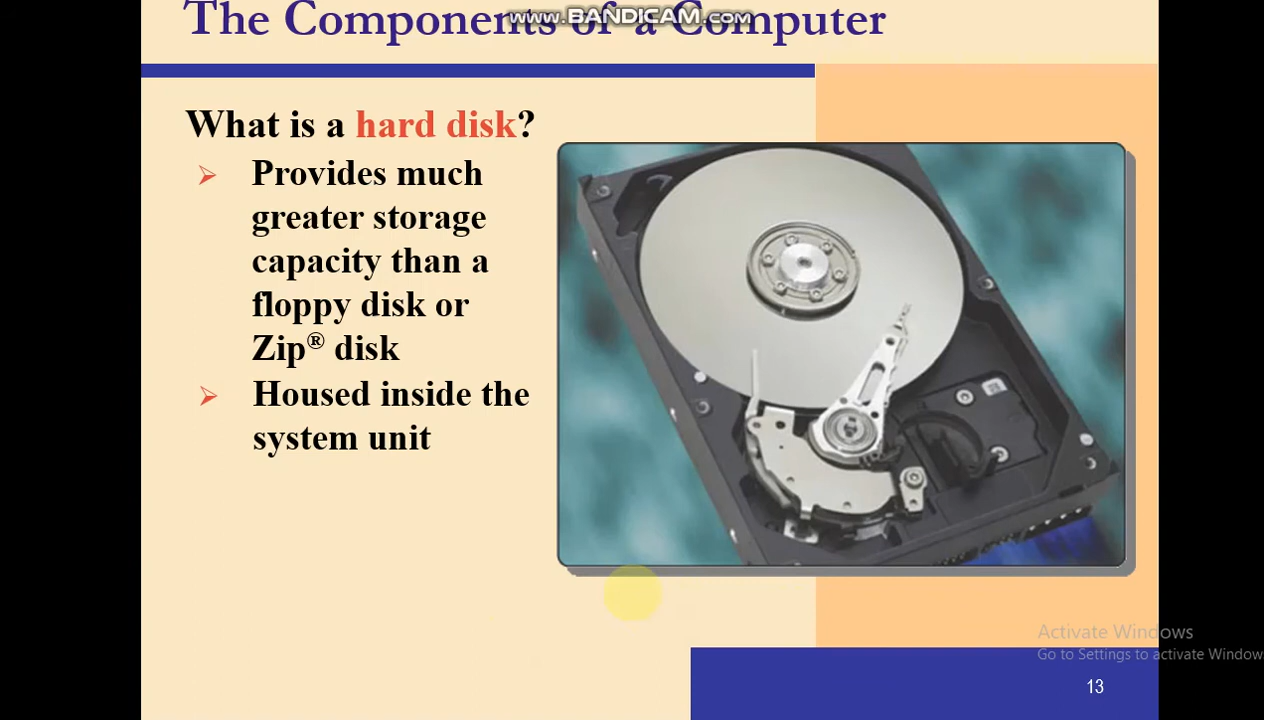 The Components of a Computer
www.BANDICAM.com
What is a hard disk?
➢ Provides much
greater storage
capacity than a
floppy disk or
Zip® disk
➢ Housed inside the
system unit
Activate Windows
Go to Settings to activate Window
13